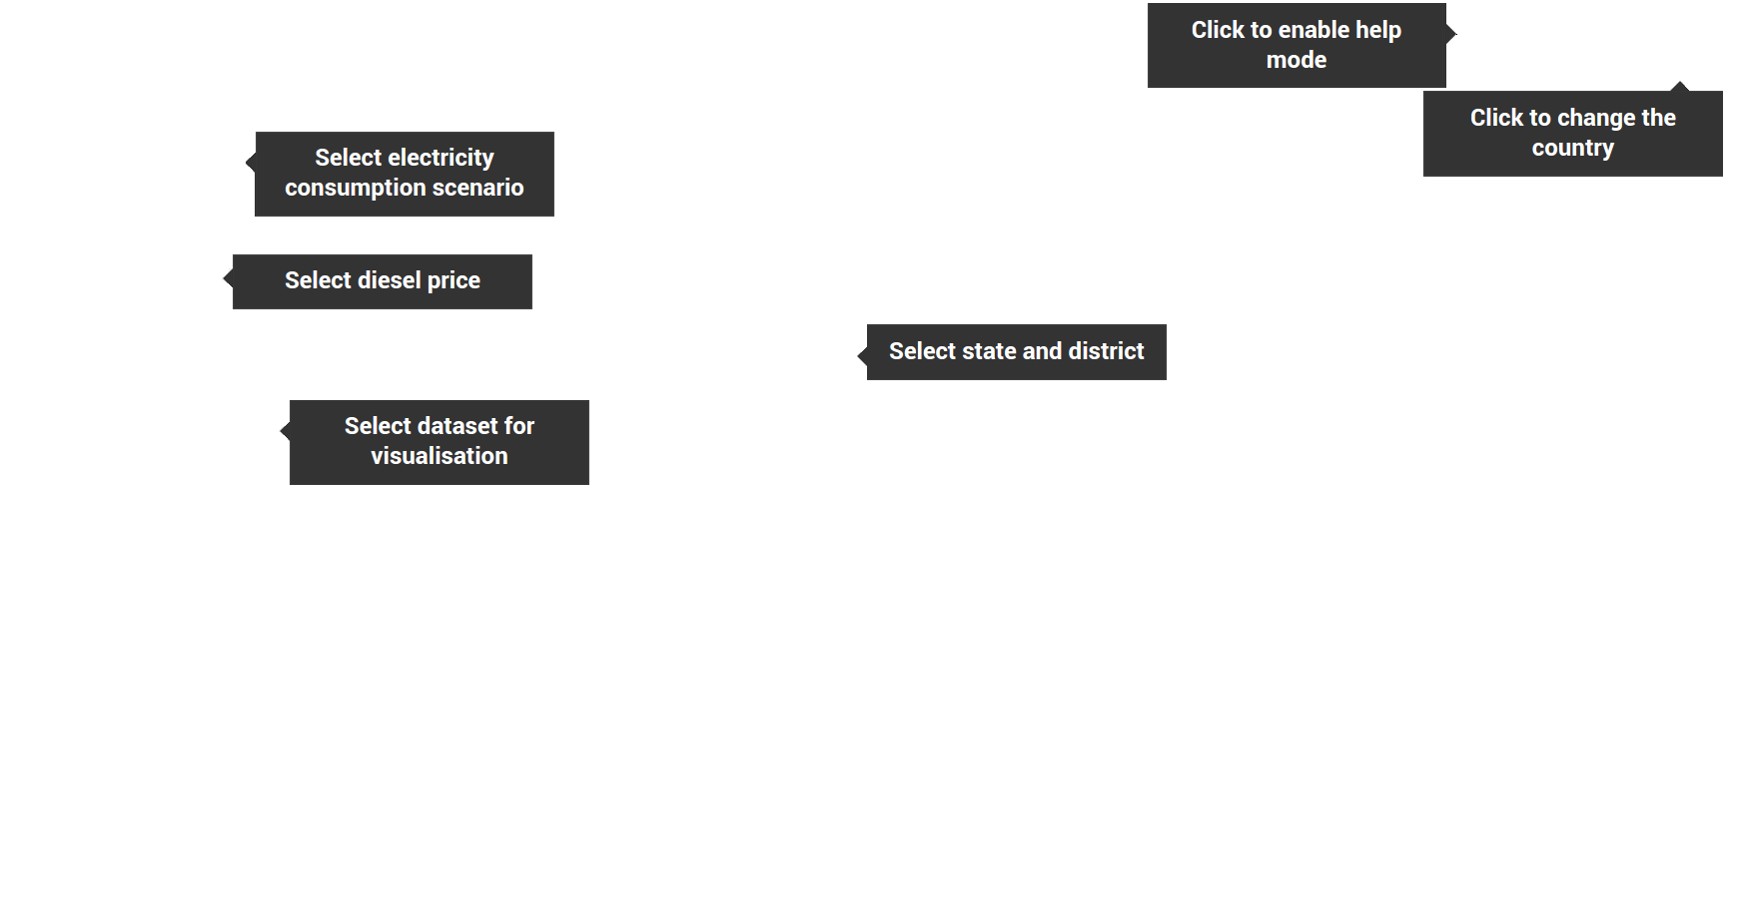 Click to enable help
mode
Click to change the
country
Select electricity
consumption scenario
Select diesel price
Select state and district
Select dataset for
visualisation